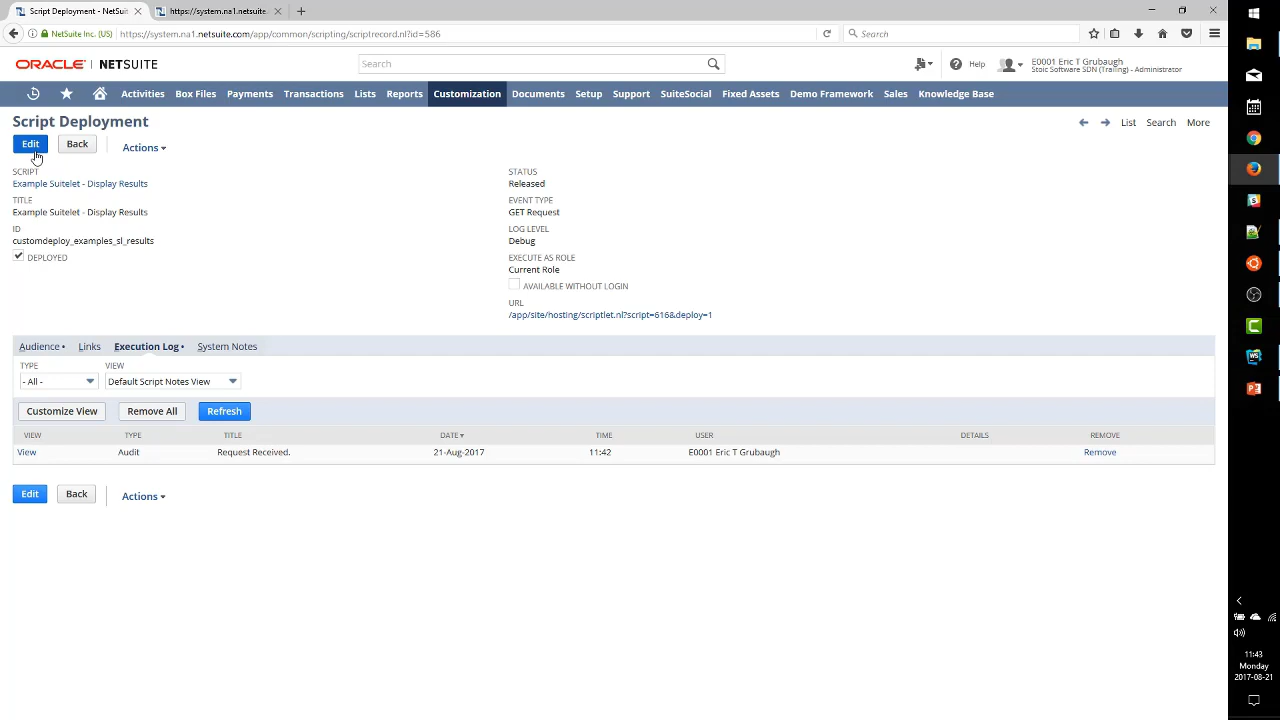 Script Deployment - NetSuit
https://system.na1.netsuite.
NetSuite Inc. (US)
https://system.na1.netsuite.com/app/common/scripting/scriptrecord.nl?id=586
Search
ORACLE NETSUITE
Search
Help
E0001 Eric T Grubaugh
Stoic Software SDN (Trailing) - Administrator
Activities Box Files Payments Transactions Lists Reports Customization Documents Setup Support SuiteSocial Fixed Assets Demo Framework Sales Knowledge Base
Script Deployment
List Search More
Edit Back Actions
SCRIPT
Example Suitelet - Display Results
TITLE
Example Suitelet - Display Results
ID
customdeploy_examples_sl_results
DEPLOYED
STATUS
Released
EVENT TYPE
GET Request
LOG LEVEL
Debug
EXECUTE AS ROLE
Current Role
AVAILABLE WITHOUT LOGIN
URL
/app/site/hosting/scriptlet.nl?script=616&deploy=1
Audience • Links Execution Log • System Notes
TYPE VIEW
- All - Default Script Notes View
Customize View Remove All Refresh
VIEW TYPE TITLE DATE TIME USER DETAILS REMOVE
View Audit Request Received. 21-Aug-2017 11:42 E0001 Eric T Grubaugh Remove
Edit Back Actions
11:43
Monday
2017-08-21